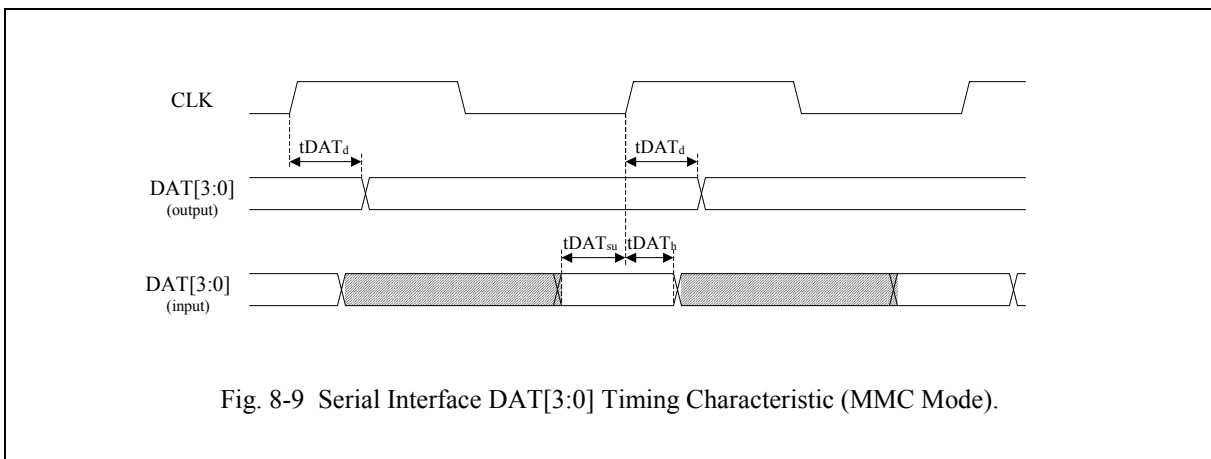 CLK
tDATd tDATd
DAT[3:0]
(output)
tDATsu tDATh
DAT[3:0]
(input)
Fig. 8-9 Serial Interface DAT[3:0] Timing Characteristic (MMC Mode).